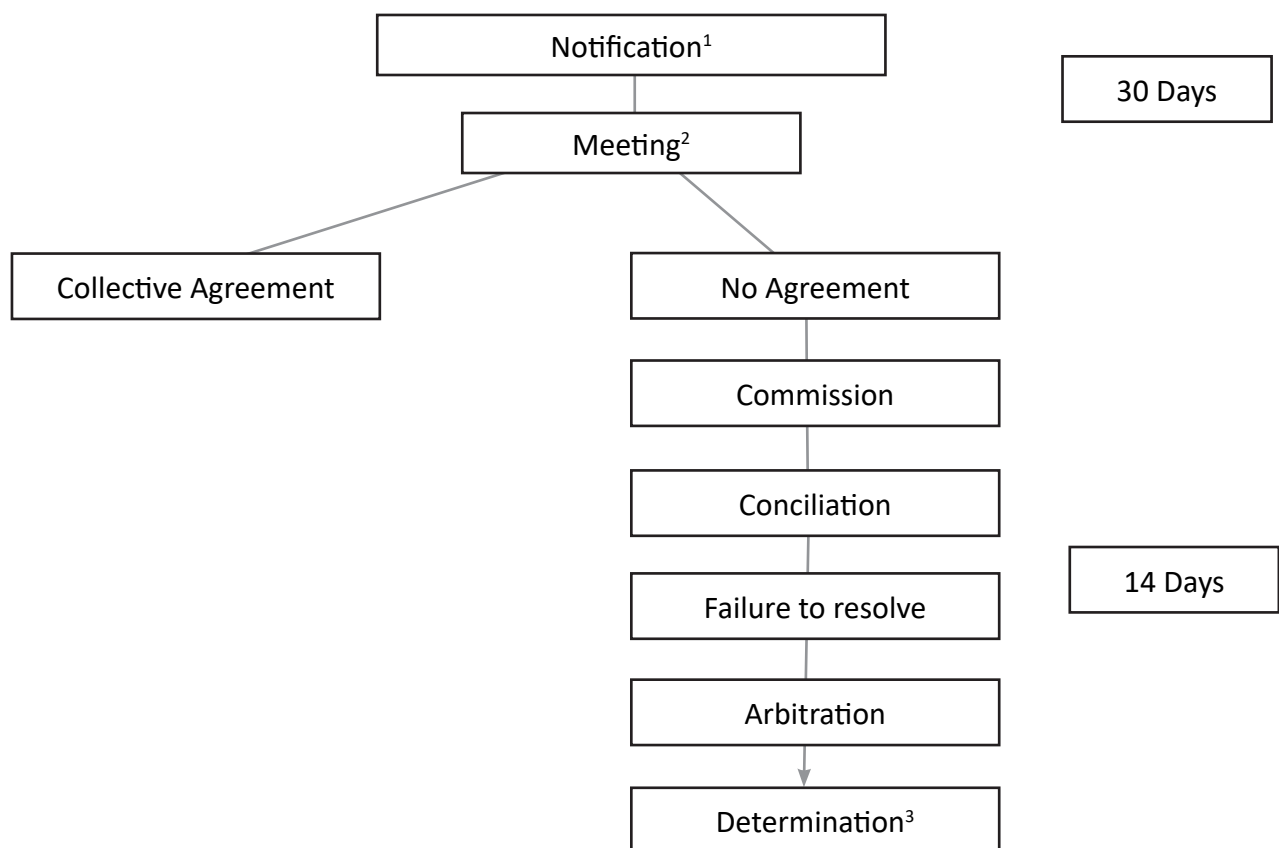 Notification¹
30 Days
Meeting²
Collective Agreement
No Agreement
Commission
Conciliation
14 Days
Failure to resolve
Arbitration
Determination³